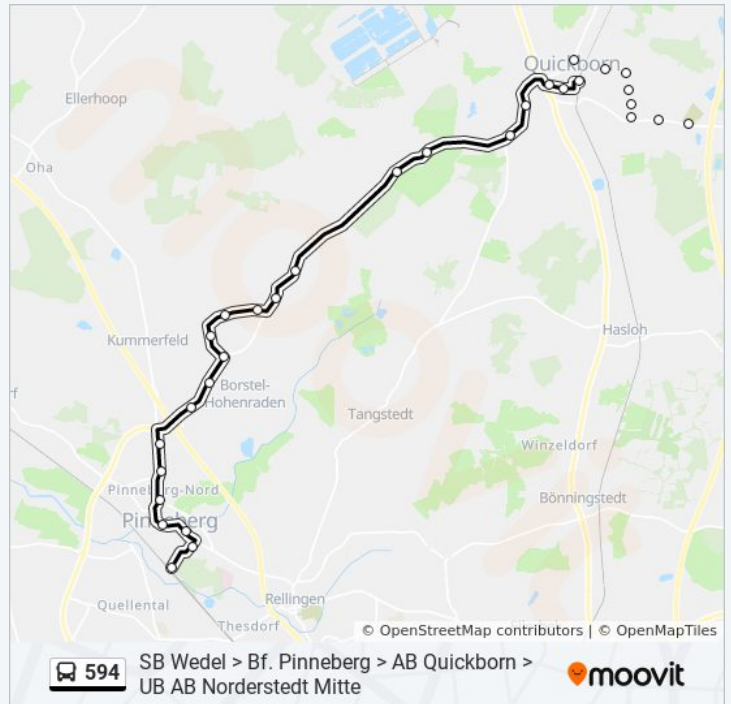 Quickborn
Ellerhoop
Oha
Kummerfeld
Hasloh
Borstel-
Hohenraden
Tangstedt
Winzeldorf
Pinneberg-Nord
Bönningstedt
Pinneberg
Rellingen
Quellental
Thesdorf
© OpenStreetMap contributors | © OpenMapTiles
594
SB Wedel > Bf. Pinneberg > AB Quickborn >
UB AB Norderstedt Mitte
moovit